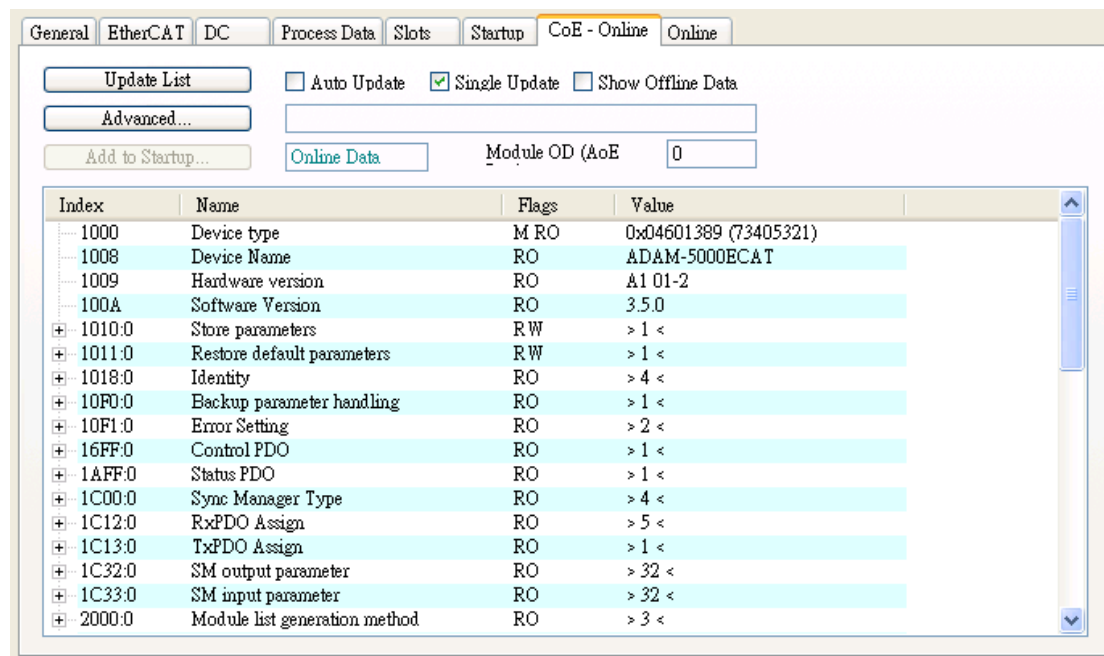 General EtherCAT DC Process Data Slots Startup CoE - Online Online
Update List Auto Update Single Update Show Offline Data
Advanced...
Add to Startup... Online Data Module OD (AoE 0
Index Name Flags Value
1000 Device type M RO 0x04601389 (73405321)
1008 Device Name RO ADAM-5000ECAT
1009 Hardware version RO A1 01-2
100A Software Version RO 3.5.0
1010:0 Store parameters RW > 1 <
1011:0 Restore default parameters RW > 1 <
1018:0 Identity RO > 4 <
10F0:0 Backup parameter handling RO > 1 <
10F1:0 Error Setting RO > 2 <
16FF:0 Control PDO RO > 1 <
1AFF:0 Status PDO RO > 1 <
1C00:0 Sync Manager Type RO > 4 <
1C12:0 RxPDO Assign RO > 5 <
1C13:0 TxPDO Assign RO > 1 <
1C32:0 SM output parameter RO > 32 <
1C33:0 SM input parameter RO > 32 <
2000:0 Module list generation method RO > 3 <